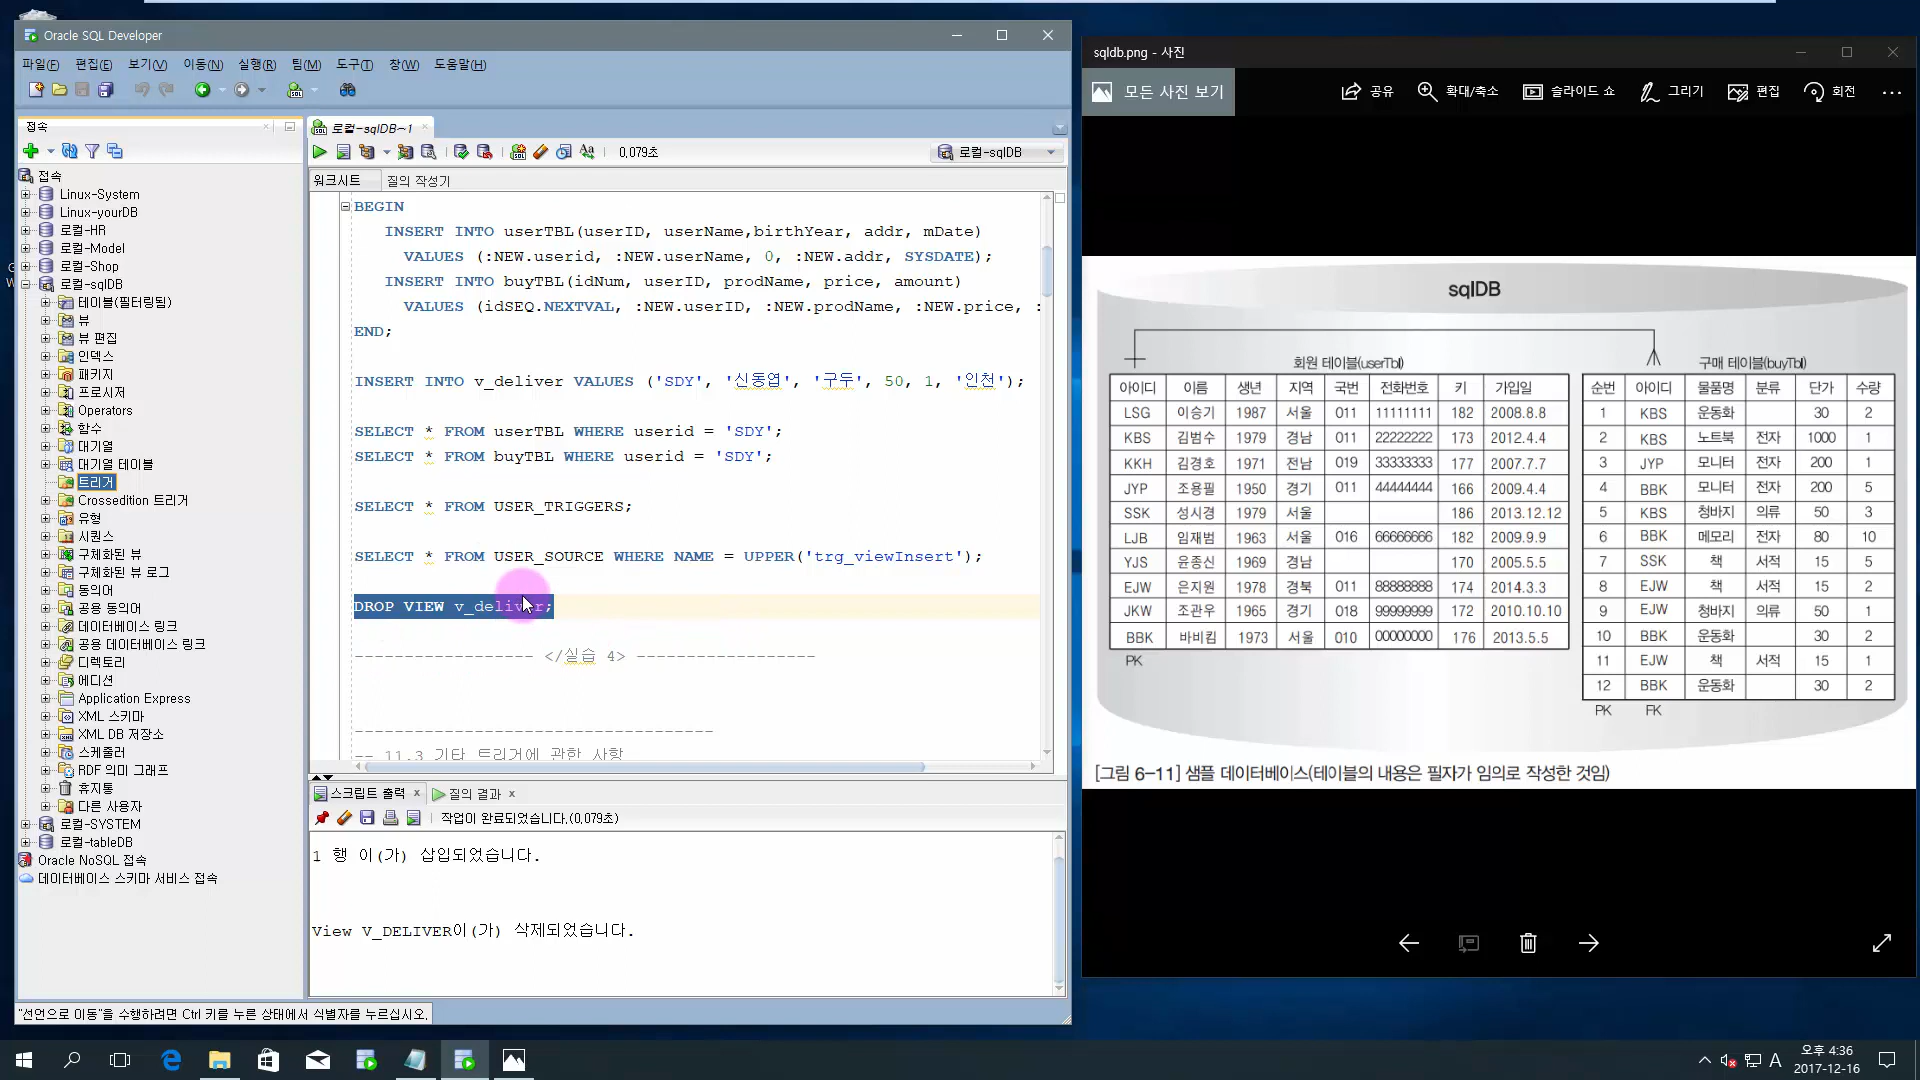 Oracle SQL Developer
파일(F) 편집(E) 보기(V) 이동(N) 실행(R) 팀(M) 도구(T) 창(W) 도움말(H)
접속
접속
Linux-System
Linux-yourDB
로컬-HR
로컬-Model
로컬-Shop
로컬-sqlDB
테이블(필터링됨)
뷰
뷰 편집
인덱스
패키지
프로시저
Operators
함수
대기열
대기열 테이블
트리거
Crossedition 트리거
유형
시퀀스
구체화된 뷰
구체화된 뷰 로그
동의어
공용 동의어
데이터베이스 링크
공용 데이터베이스 링크
디렉토리
에디션
Application Express
XML 스키마
XML DB 저장소
스케줄러
RDF 의미 그래프
휴지통
다른 사용자
로컬-SYSTEM
로컬-tableDB
Oracle NoSQL 접속
데이터베이스 스키마 서비스 접속
로컬-sqlDB~1
0.079초
로컬-sqlDB
워크시트 질의 작성기
BEGIN
INSERT INTO userTBL(userID, userName,birthYear, addr, mDate)
VALUES (:NEW.userid, :NEW.userName, 0, :NEW.addr, SYSDATE);
INSERT INTO buyTBL(idNum, userID, prodName, price, amount)
VALUES (idSEQ.NEXTVAL, :NEW.userID, :NEW.prodName, :NEW.price, :
END;
INSERT INTO v_deliver VALUES ('SDY', '신동엽', '구두', 50, 1, '인천');
SELECT * FROM userTBL WHERE userid = 'SDY';
SELECT * FROM buyTBL WHERE userid = 'SDY';
SELECT * FROM USER_TRIGGERS;
SELECT * FROM USER_SOURCE WHERE NAME = UPPER('trg_viewInsert');
DROP VIEW v_deliver;
------------------ </실습 4> ------------------
------------------------------------
-- 11.3 기타 트리거에 관한 사항
스크립트 출력 질의 결과
작업이 완료되었습니다.(0.079초)
1 행 이(가) 삽입되었습니다.
View V_DELIVER이(가) 삭제되었습니다.
"선언으로 이동"을 수행하려면 Ctrl 키를 누른 상태에서 식별자를 누르십시오.
sqldb.png - 사진
모든 사진 보기 공유 확대/축소 슬라이드 쇼 그리기 편집 회전
sqlDB
회원 테이블(userTbl)
아이디 이름 생년 지역 국번 전화번호 키 가입일
LSG 이승기 1987 서울 011 11111111 182 2008.8.8
KBS 김범수 1979 경남 011 22222222 173 2012.4.4
KKH 김경호 1971 전남 019 33333333 177 2007.7.7
JYP 조용필 1950 경기 011 44444444 166 2009.4.4
SSK 성시경 1979 서울 186 2013.12.12
LJB 임재범 1963 서울 016 66666666 182 2009.9.9
YJS 윤종신 1969 경남 170 2005.5.5
EJW 은지원 1978 경북 011 88888888 174 2014.3.3
JKW 조관우 1965 경기 018 99999999 172 2010.10.10
BBK 바비킴 1973 서울 010 00000000 176 2013.5.5
PK
구매 테이블(buyTbl)
순번 아이디 물품명 분류 단가 수량
1 KBS 운동화 30 2
2 KBS 노트북 전자 1000 1
3 JYP 모니터 전자 200 1
4 BBK 모니터 전자 200 5
5 KBS 청바지 의류 50 3
6 BBK 메모리 전자 80 10
7 SSK 책 서적 15 5
8 EJW 책 서적 15 2
9 EJW 청바지 의류 50 1
10 BBK 운동화 30 2
11 EJW 책 서적 15 1
12 BBK 운동화 30 2
PK FK
[그림 6-11] 샘플 데이터베이스(테이블의 내용은 필자가 임의로 작성한 것임)
A
오후 4:36
2017-12-16